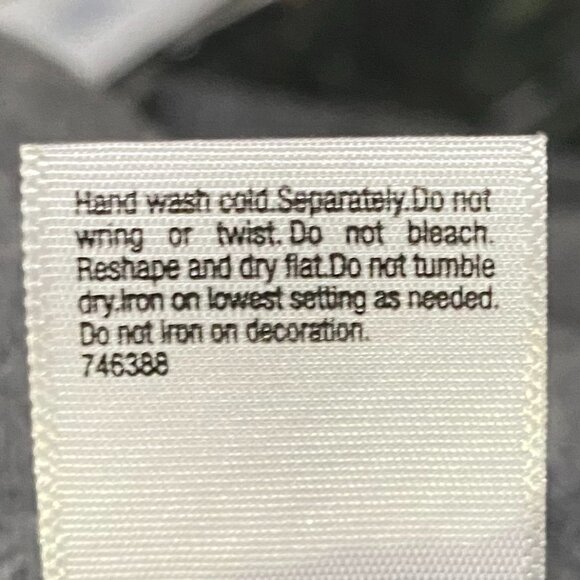 Hand wash cold.Separately.Do not
wring or twist. Do not bleach.
Reshape and dry flat.Do not tumble
dry.Iron on lowest setting as needed.
Do not Iron on decoration.
746388